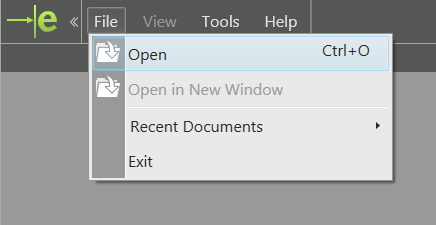 e « File View Tools Help
Open Ctrl+O
Open in New Window
Recent Documents
Exit